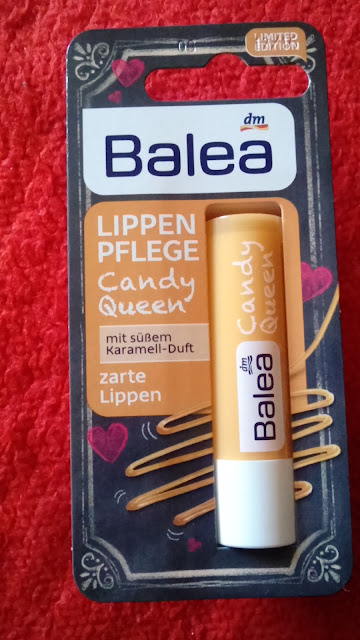 LIMITED
EDITION
dm
Balea
LIPPEN
PFLEGE
Candy
Queen
mit süßem
Karamell-Duft
zarte
Lippen
Candy
Queen
dm
Balea